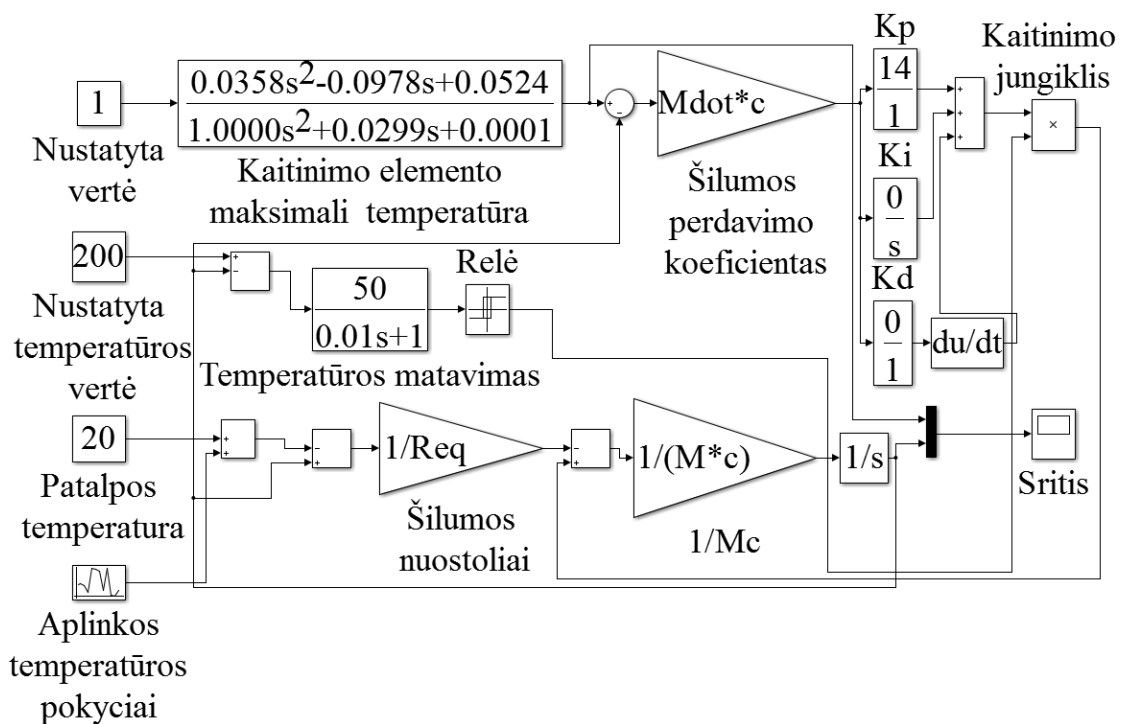 Kp
Kaitinimo
jungiklis
1
0.0358s2-0.0978s+0.0524
1.0000s2+0.0299s+0.0001
+
-
Mdot*c
14
1
+
+
+
×
Nustatyta
vertė
Kaitinimo elemento
maksimali temperatūra
Šilumos
perdavimo
koeficientas
Ki
0
s
200
+
-
50
0.01s+1
Relė
Kd
0
1
du/dt
Nustatyta
temperatūros
vertė
Temperatūros matavimas
20
+
+
-
+
1/Req
-
+
1/(M*c)
1/s
Sritis
Patalpos
temperatura
Šilumos
nuostoliai
1/Mc
Aplinkos
temperatūros
pokyciai